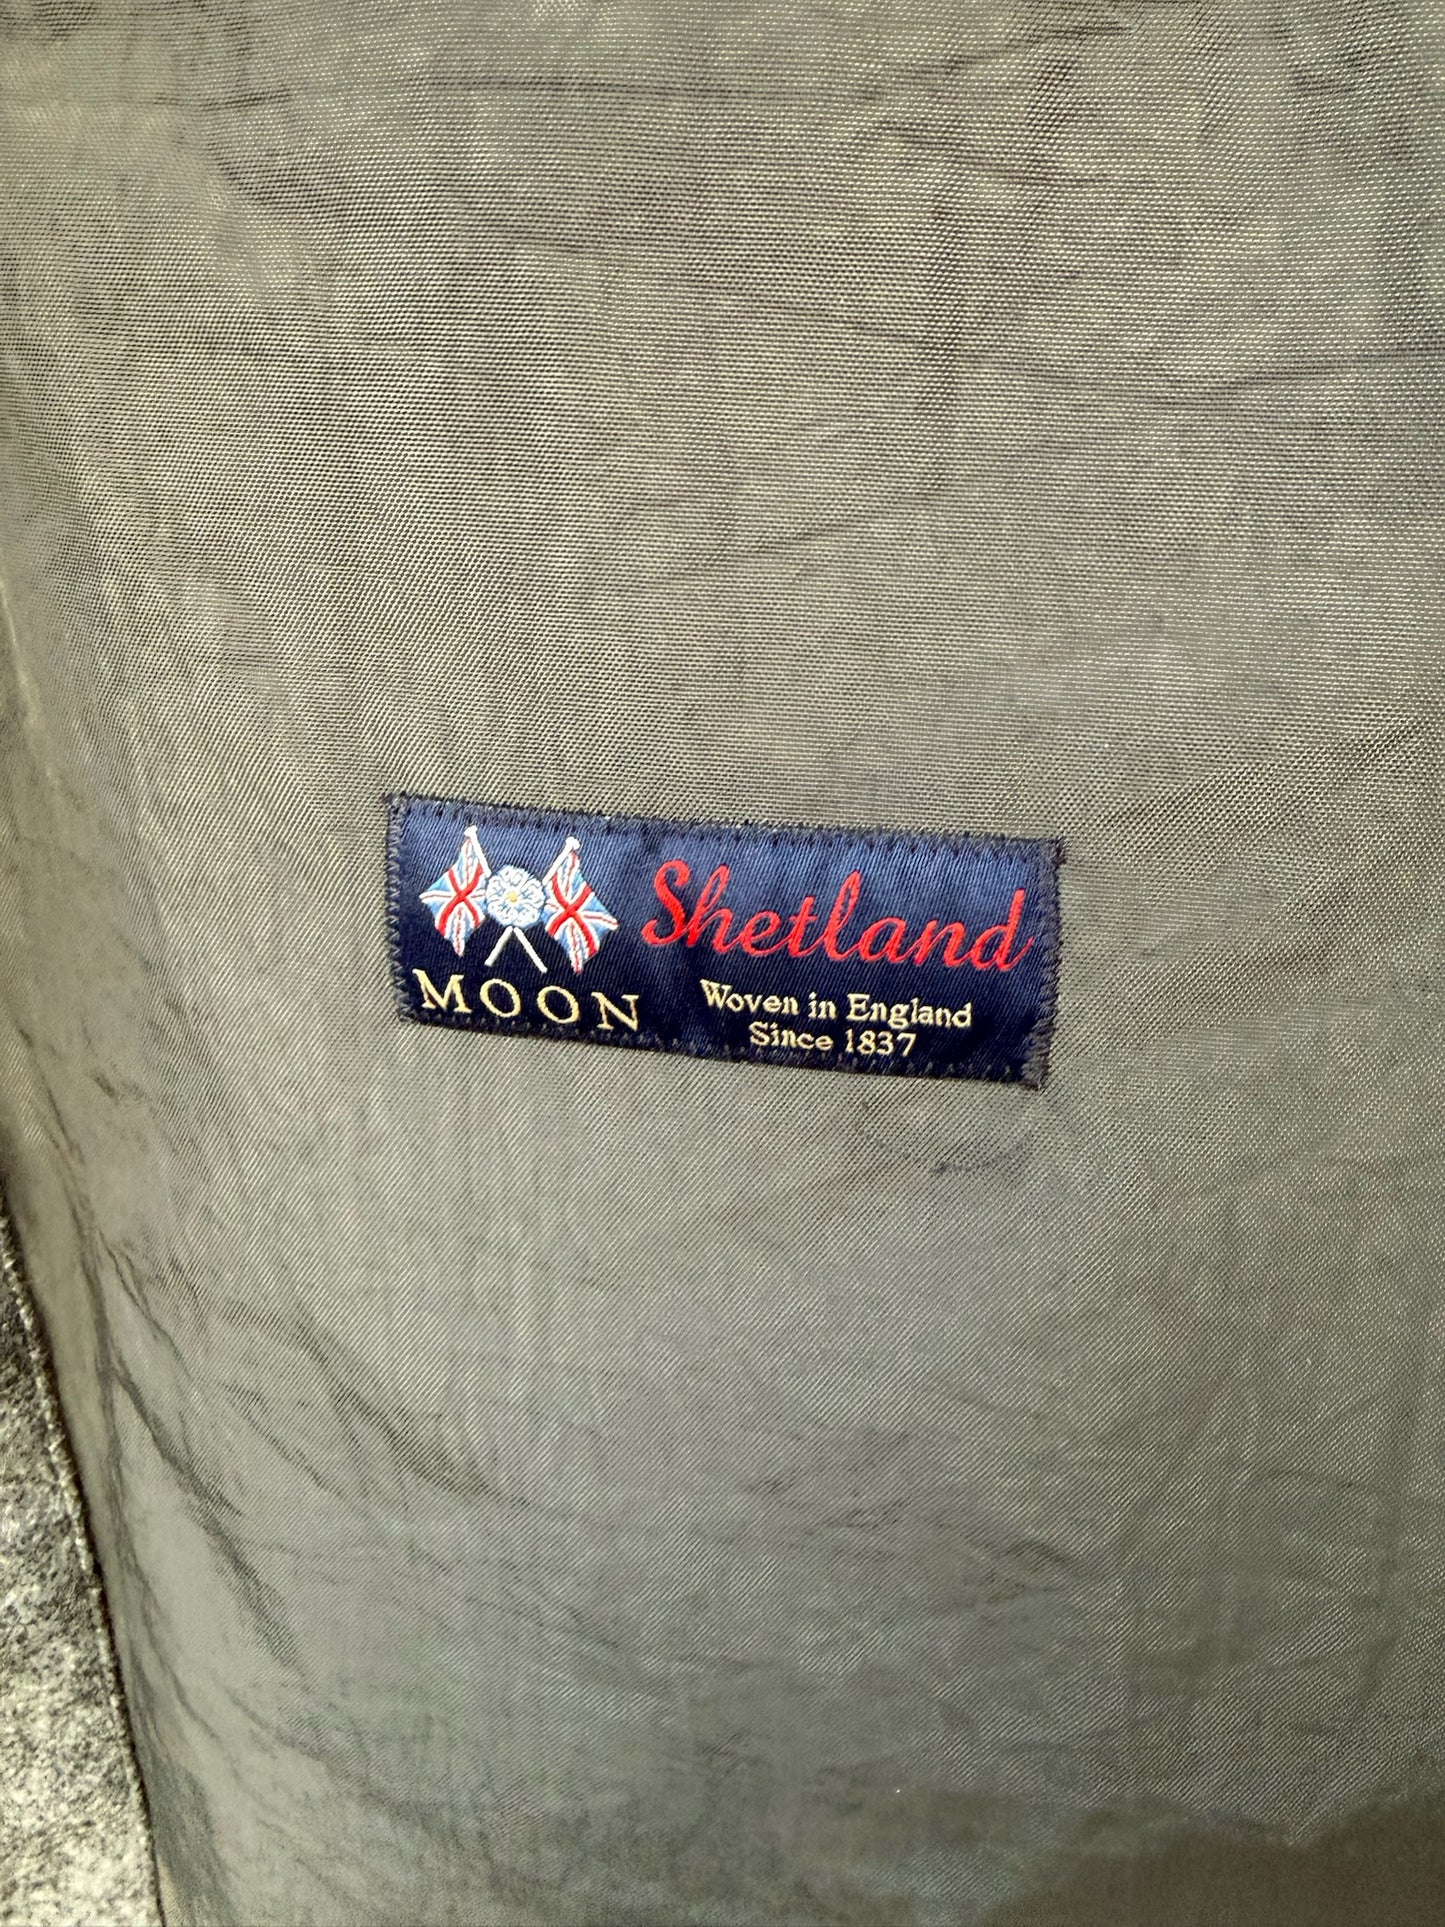 Shetland
MOON
Woven in England
Since 1837